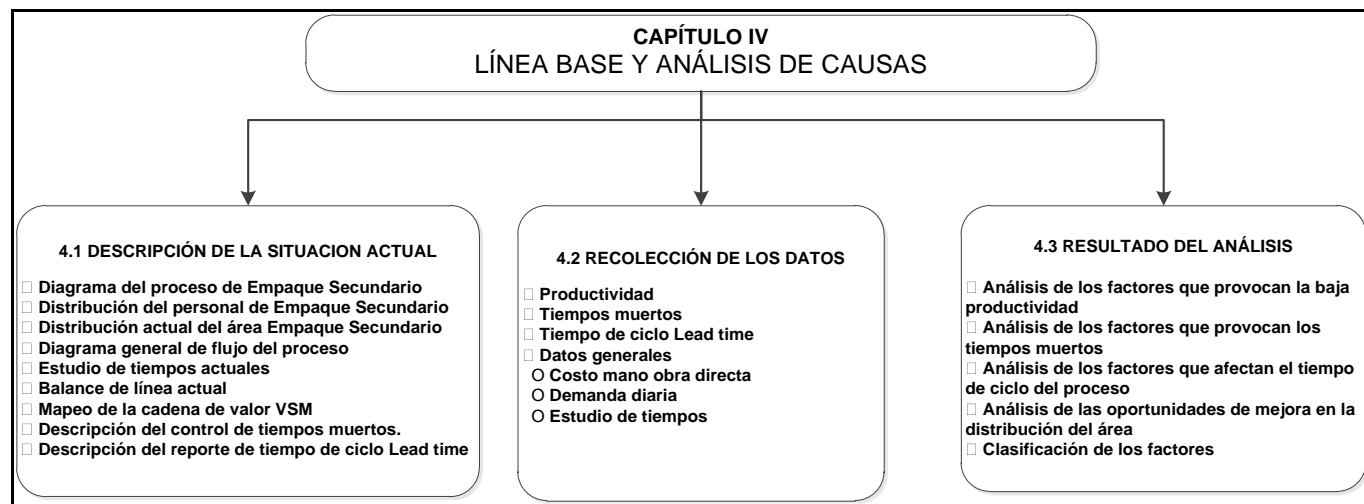 CAPÍTULO IV
LÍNEA BASE Y ANÁLISIS DE CAUSAS
4.1 DESCRIPCIÓN DE LA SITUACION ACTUAL
□ Diagrama del proceso de Empaque Secundario
□ Distribución del personal de Empaque Secundario
□ Distribución actual del área Empaque Secundario
□ Diagrama general de flujo del proceso
□ Estudio de tiempos actuales
□ Balance de línea actual
□ Mapeo de la cadena de valor VSM
□ Descripción del control de tiempos muertos.
□ Descripción del reporte de tiempo de ciclo Lead time
4.2 RECOLECCIÓN DE LOS DATOS
□ Productividad
□ Tiempos muertos
□ Tiempo de ciclo Lead time
□ Datos generales
O Costo mano obra directa
O Demanda diaria
O Estudio de tiempos
4.3 RESULTADO DEL ANÁLISIS
□ Análisis de los factores que provocan la baja
productividad
□ Análisis de los factores que provocan los
tiempos muertos
□ Análisis de los factores que afectan el tiempo
de ciclo del proceso
□ Análisis de las oportunidades de mejora en la
distribución del área
□ Clasificación de los factores